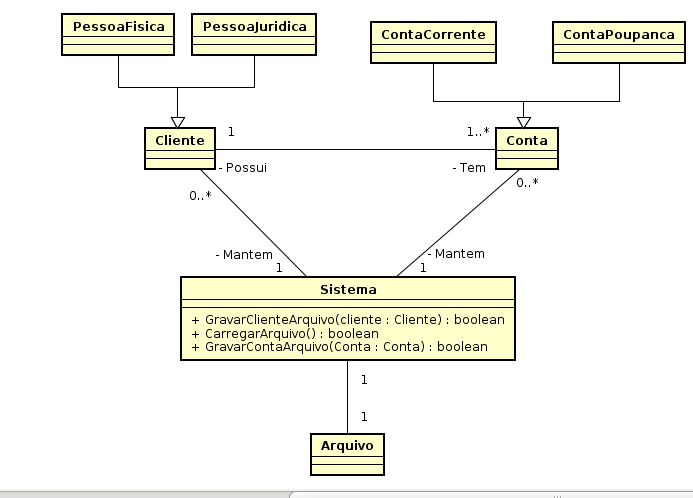 PessoaFisica
PessoaJuridica
ContaCorrente
ContaPoupanca
Cliente
1
1..*
Conta
- Possui
- Tem
0..*
0..*
- Mantem
1
- Mantem
1
Sistema
+ GravarClienteArquivo(cliente : Cliente) : boolean
+ CarregarArquivo() : boolean
+ GravarContaArquivo(Conta : Conta) : boolean
1
1
Arquivo